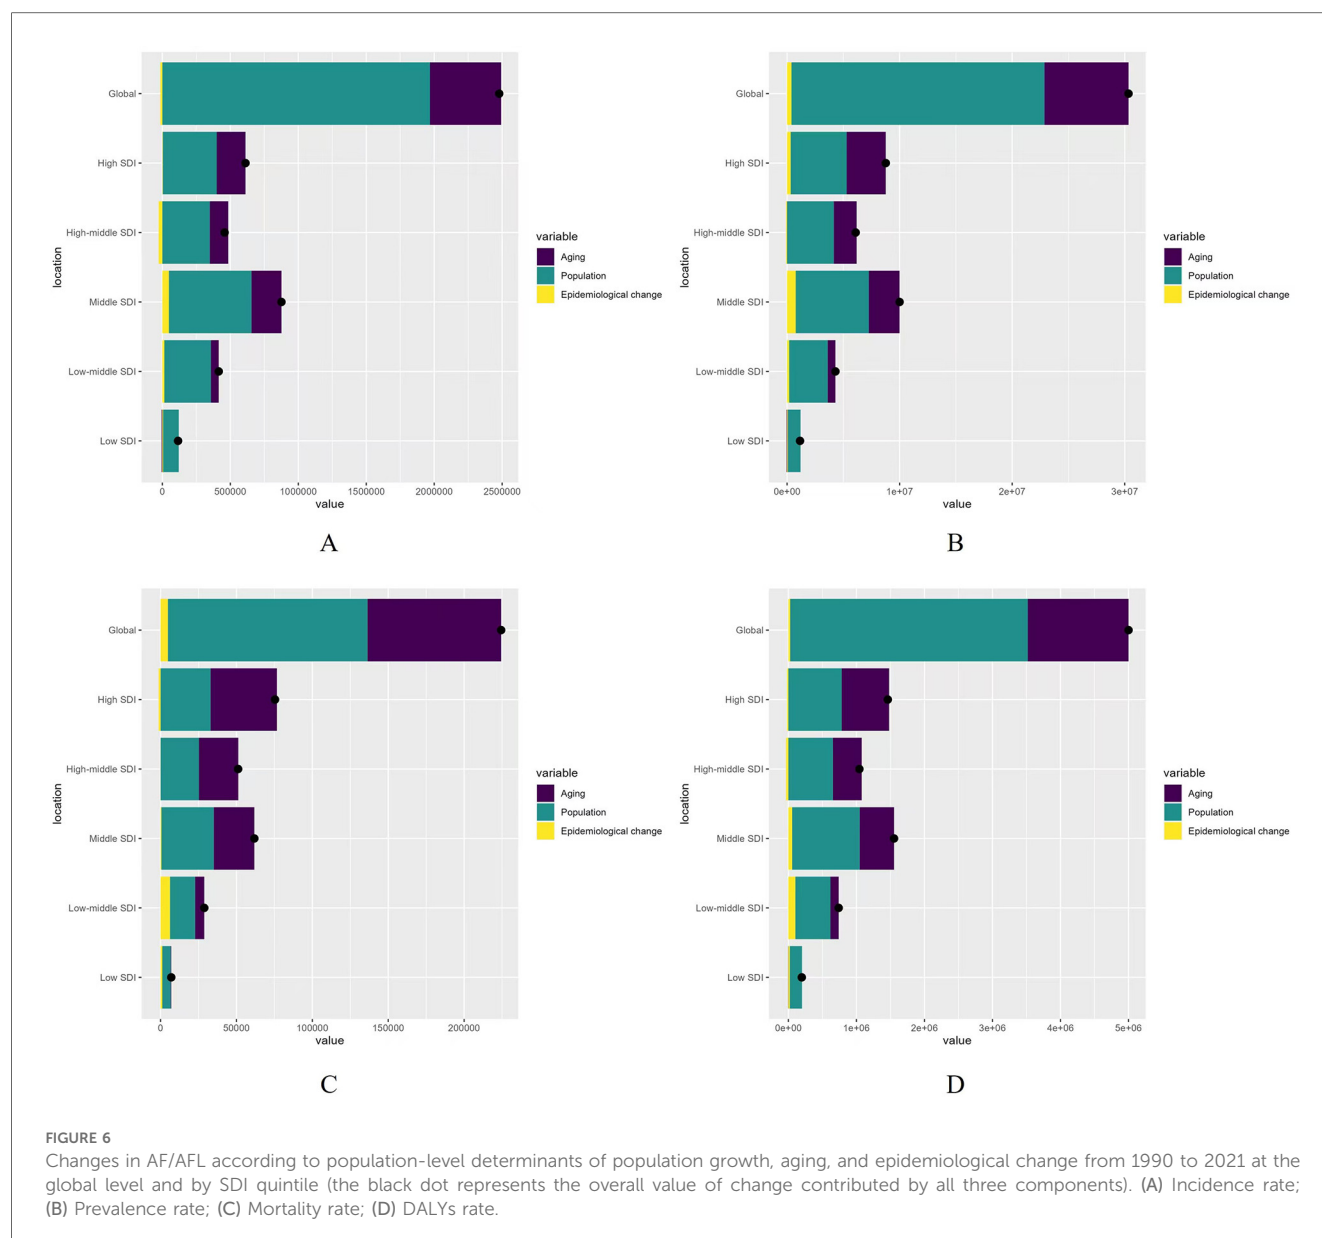 Global
High SDI
High-middle SDI
Middle SDI
Low-middle SDI
Low SDI
location
0
500000
1000000
1500000
2000000
2500000
value
variable
Aging
Population
Epidemiological change
A
Global
High SDI
High-middle SDI
Middle SDI
Low-middle SDI
Low SDI
location
0e+00
1e+07
2e+07
3e+07
value
variable
Aging
Population
Epidemiological change
B
Global
High SDI
High-middle SDI
Middle SDI
Low-middle SDI
Low SDI
location
0
50000
100000
150000
200000
value
variable
Aging
Population
Epidemiological change
C
Global
High SDI
High-middle SDI
Middle SDI
Low-middle SDI
Low SDI
location
0e+00
1e+06
2e+06
3e+06
4e+06
5e+06
value
variable
Aging
Population
Epidemiological change
D
FIGURE 6
Changes in AF/AFL according to population-level determinants of population growth, aging, and epidemiological change from 1990 to 2021 at the
global level and by SDI quintile (the black dot represents the overall value of change contributed by all three components). (A) Incidence rate;
(B) Prevalence rate; (C) Mortality rate; (D) DALYs rate.